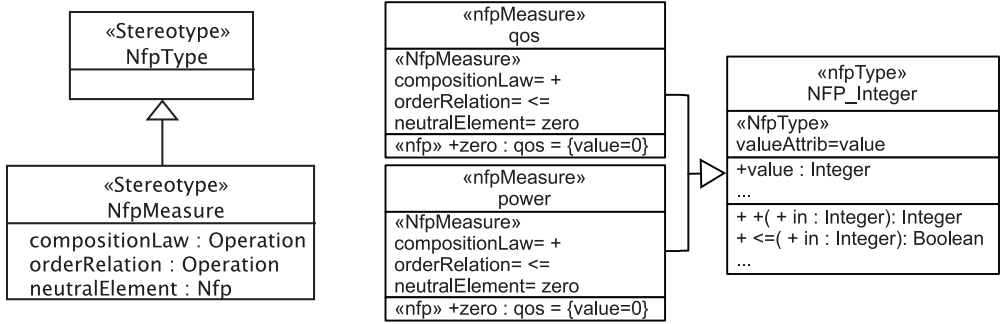 «Stereotype»
NfpType
«Stereotype»
NfpMeasure
compositionLaw : Operation
orderRelation : Operation
neutralElement : Nfp
«nfpMeasure»
qos
«NfpMeasure»
compositionLaw= +
orderRelation= <=
neutralElement= zero
«nfp» +zero : qos = {value=0}
«nfpMeasure»
power
«NfpMeasure»
compositionLaw= +
orderRelation= <=
neutralElement= zero
«nfp» +zero : qos = {value=0}
«nfpType»
NFP_Integer
«NfpType»
valueAttrib=value
+value : Integer
...
+ +( + in : Integer): Integer
+ <=( + in : Integer): Boolean
...